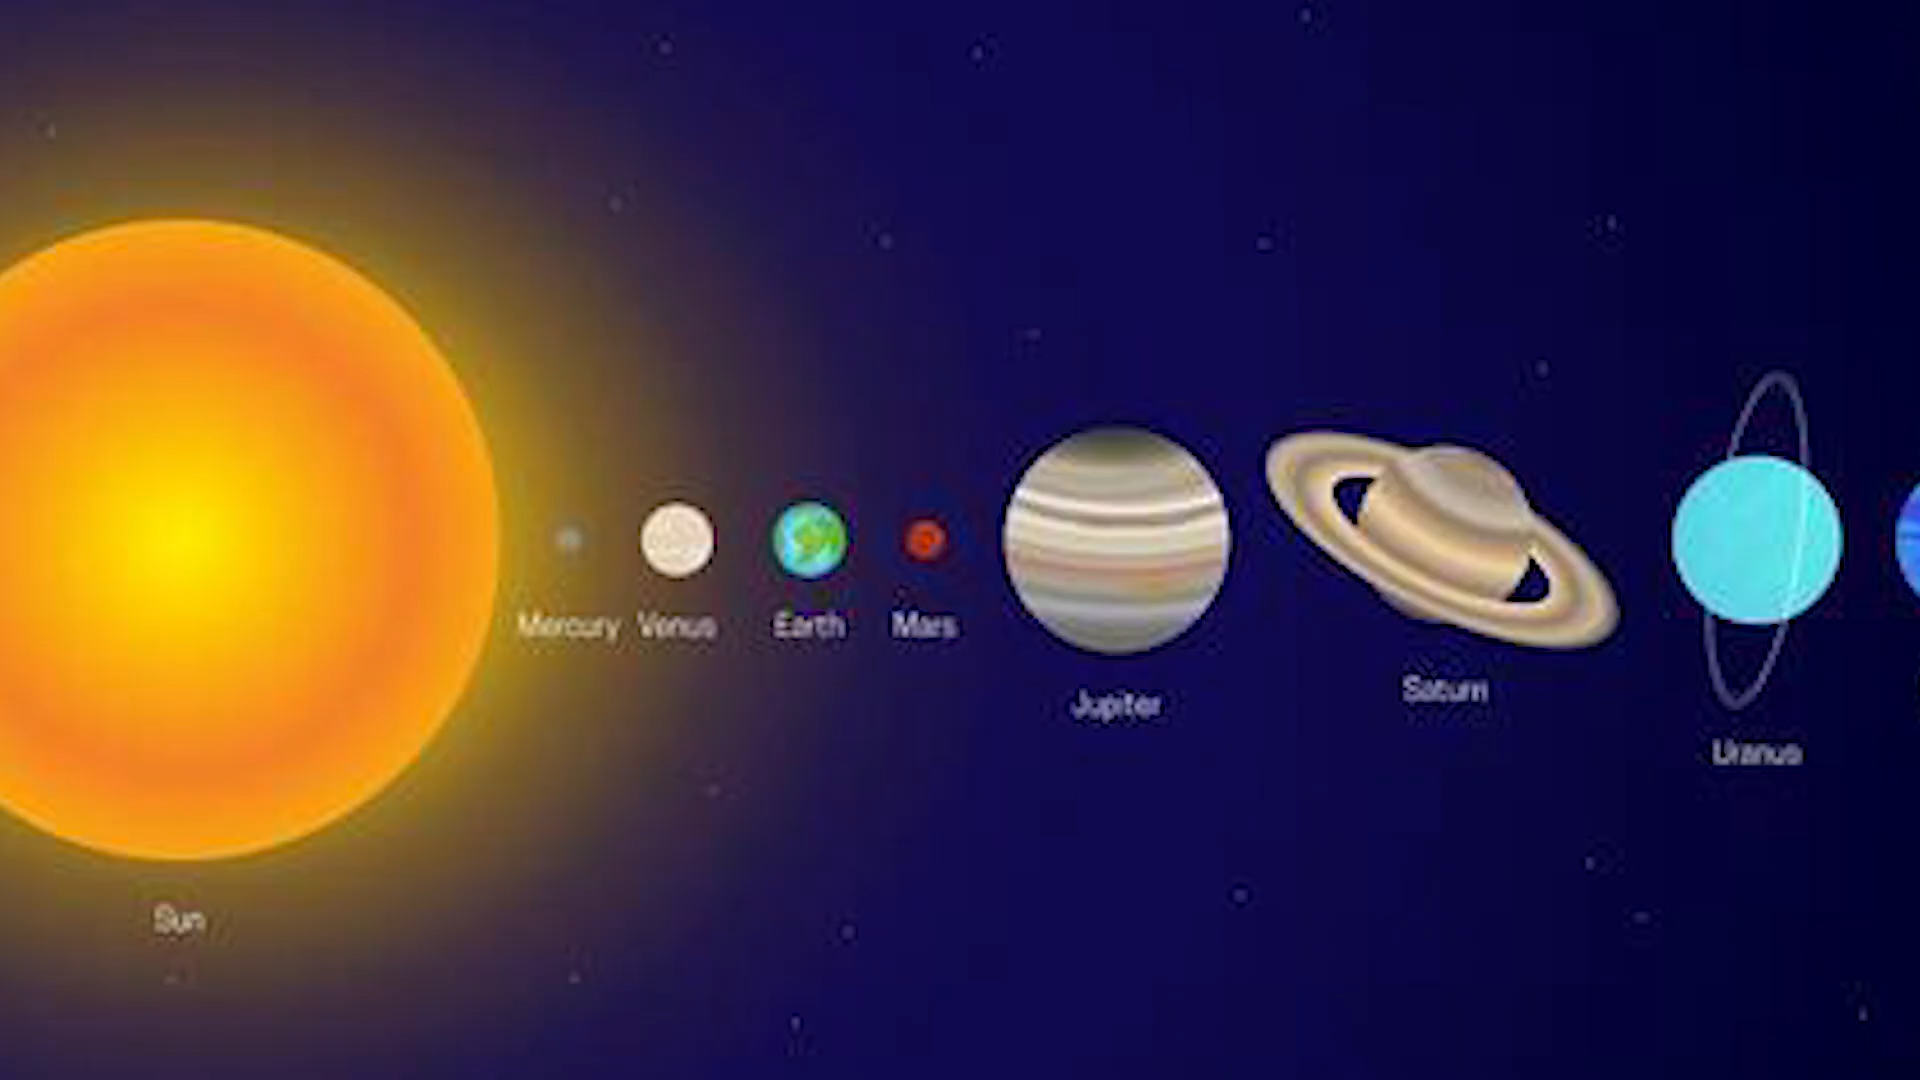 Mercury
Venus
Earth
Mars
Jupiter
Saturn
Uranus
Sun